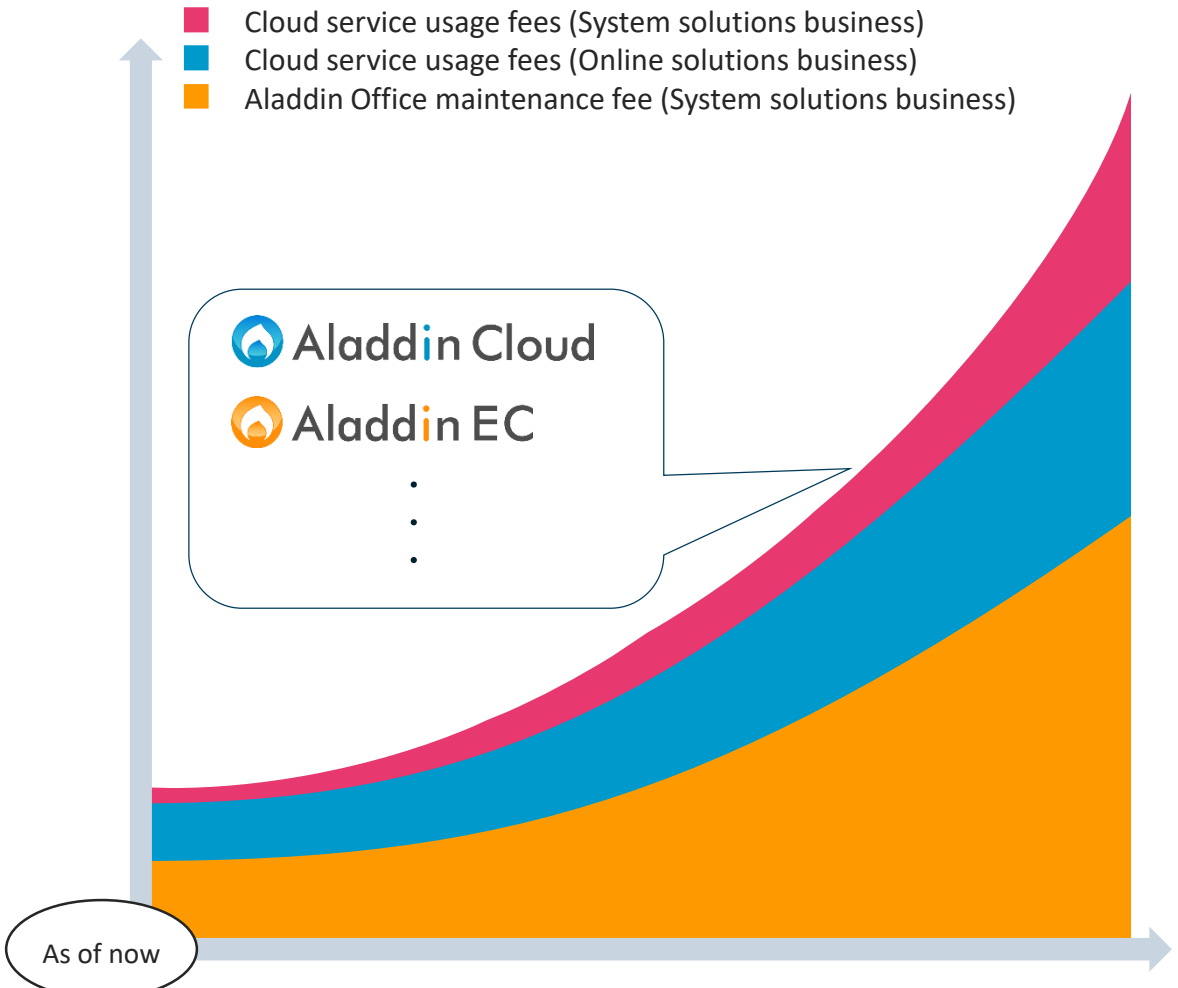 Cloud service usage fees (System solutions business)
Cloud service usage fees (Online solutions business)
Aladdin Office maintenance fee (System solutions business)
Aladdin Cloud
Aladdin EC
As of now